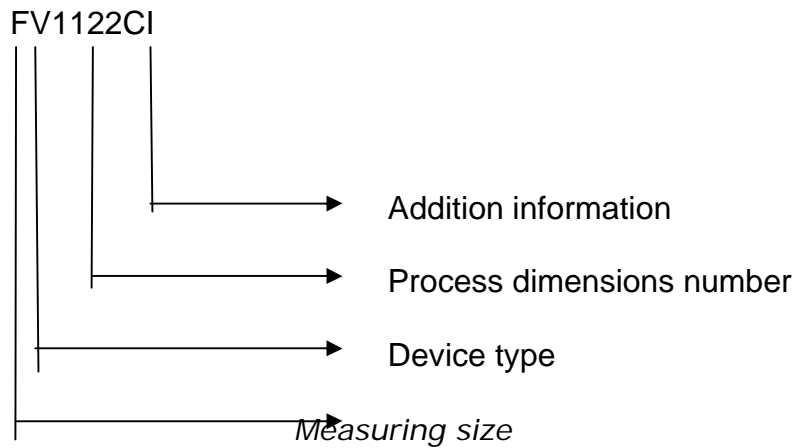 FV1122CI
Addition information
Process dimensions number
Device type
Measuring size